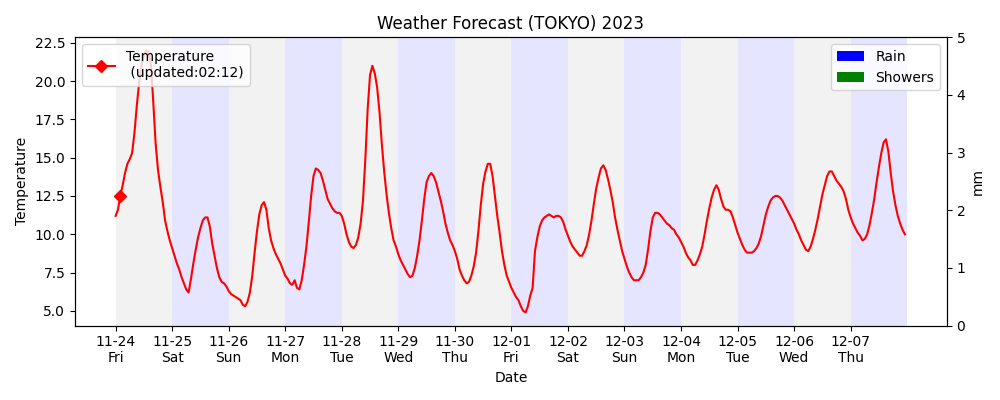 Weather Forecast (TOKYO) 2023
Temperature
(updated:02:12)
Rain
Showers
22.5
20.0
17.5
15.0
12.5
10.0
7.5
5.0
Temperature
5
4
3
2
1
0
mm
11-24 11-25 11-26 11-27 11-28 11-29 11-30 12-01 12-02 12-03 12-04 12-05 12-06 12-07
Fri Sat Sun Mon Tue Wed Thu Fri Sat Sun Mon Tue Wed Thu
Date